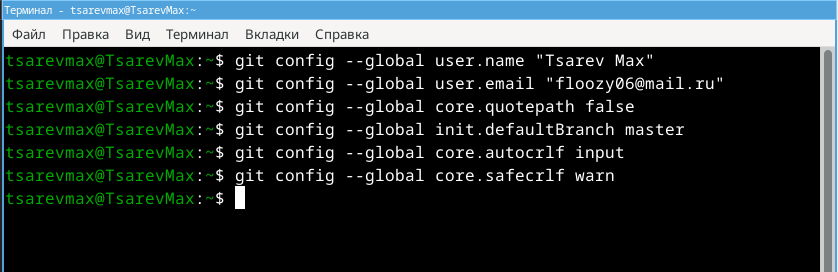 Терминал - tsarevmax@TsarevMax:~
Файл Правка Вид Терминал Вкладки Справка
tsarevmax@TsarevMax:~$ git config --global user.name "Tsarev Max"
tsarevmax@TsarevMax:~$ git config --global user.email "floozy06@mail.ru"
tsarevmax@TsarevMax:~$ git config --global core.quotepath false
tsarevmax@TsarevMax:~$ git config --global init.defaultBranch master
tsarevmax@TsarevMax:~$ git config --global core.autocrlf input
tsarevmax@TsarevMax:~$ git config --global core.safecrlf warn
tsarevmax@TsarevMax:~$